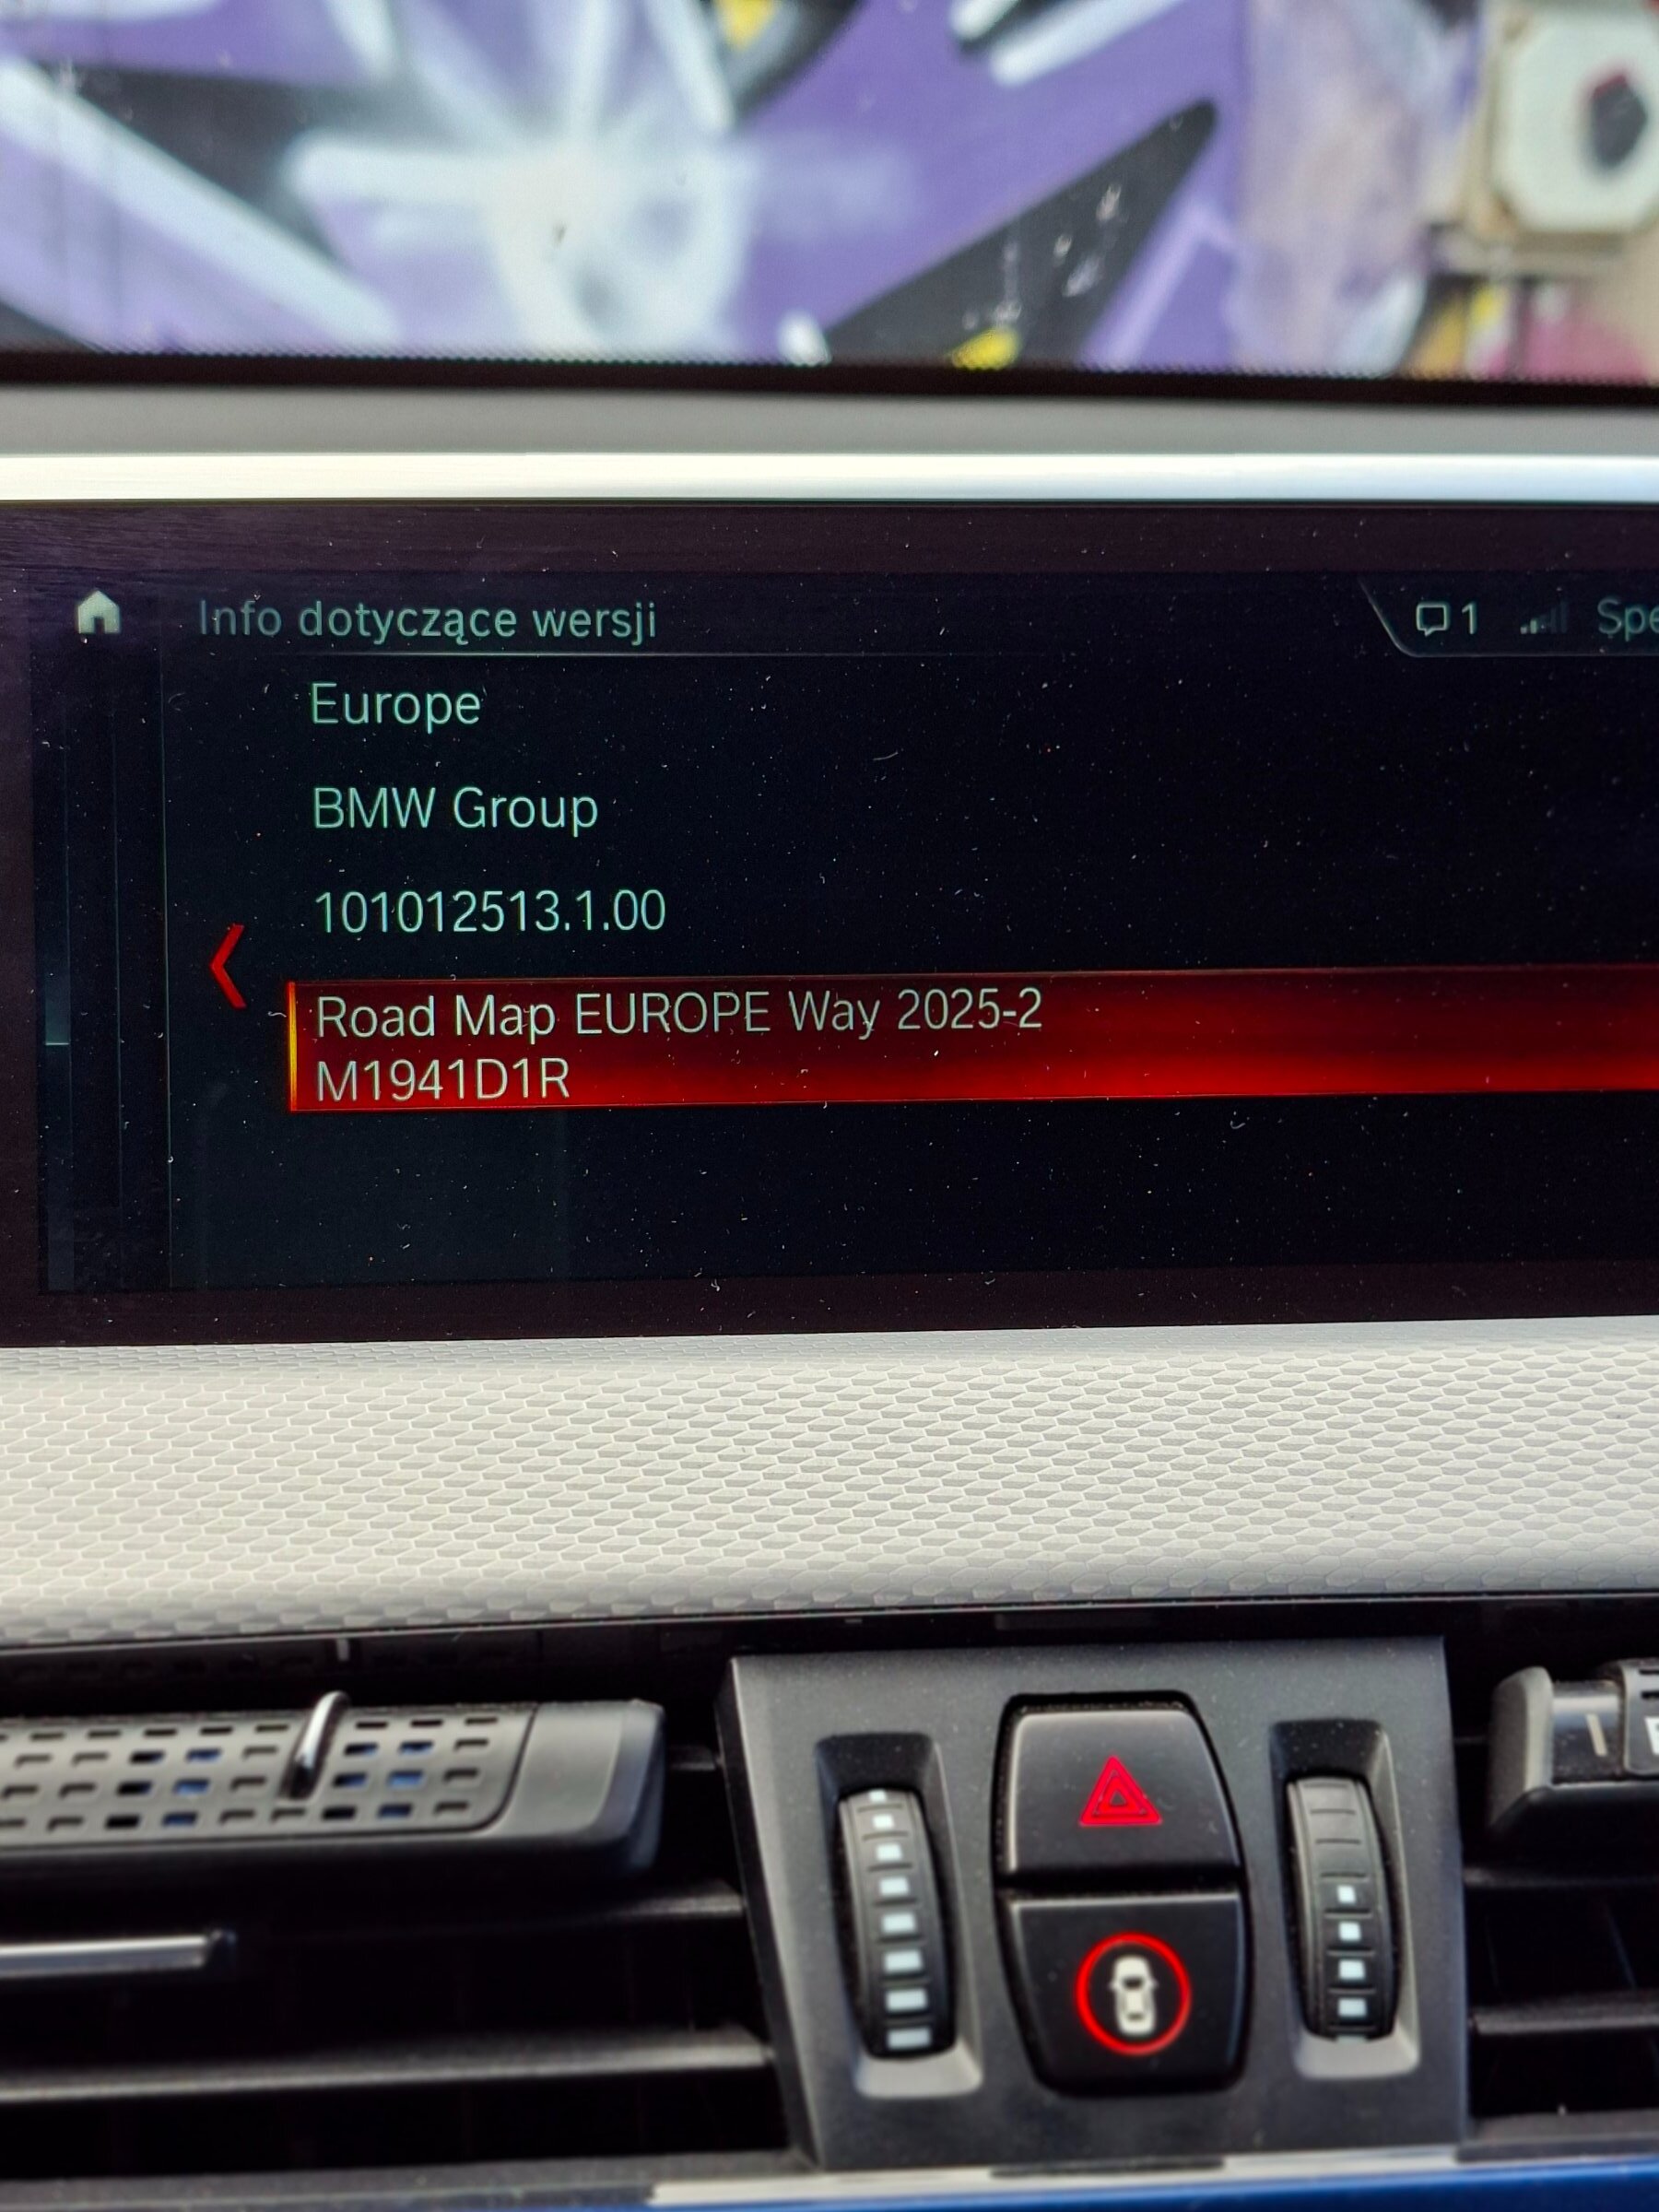 Info dotyczące wersji
1
Europe
BMW Group
101012513.1.00
Road Map EUROPE Way 2025-2
M1941D1R